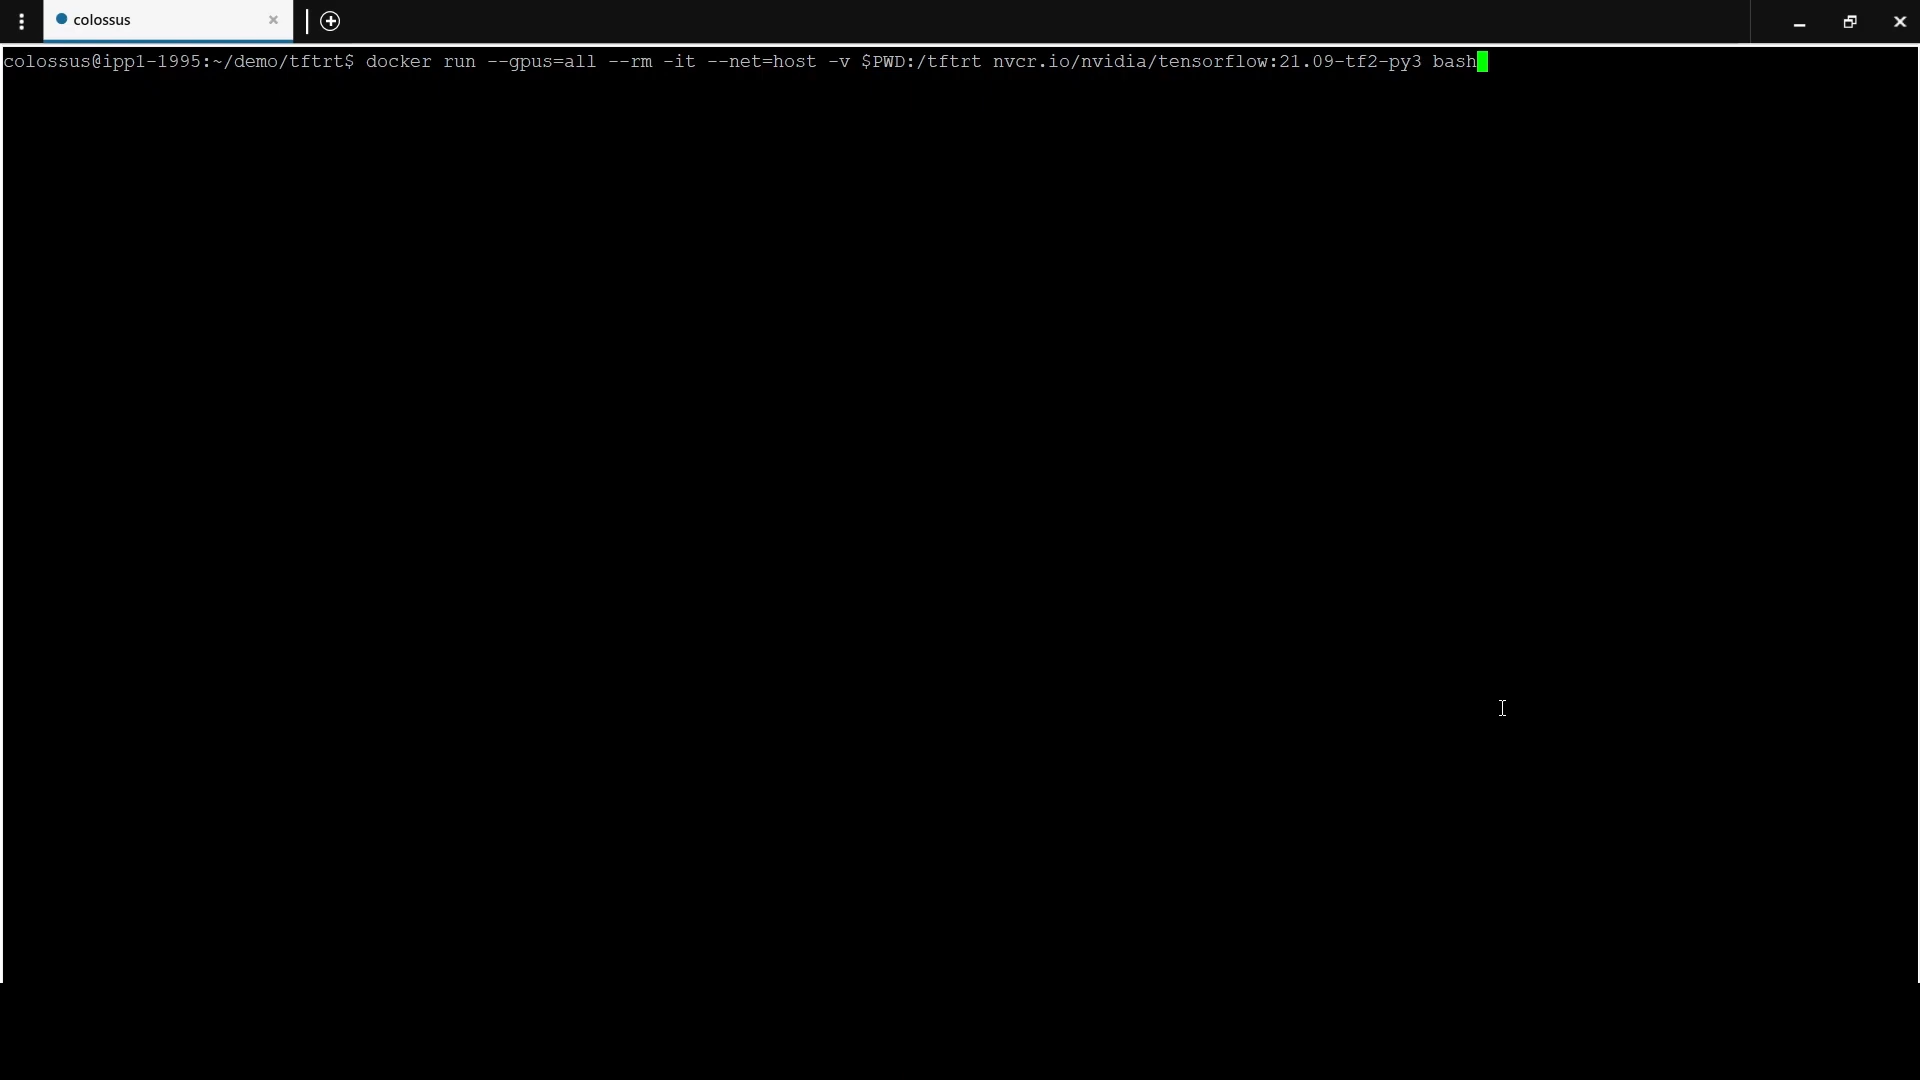 colossus
colossus@ipp1-1995:~/demo/tftrt$ docker run --gpus=all --rm -it --net=host -v $PWD:/tftrt nvcr.io/nvidia/tensorflow:21.09-tf2-py3 bash